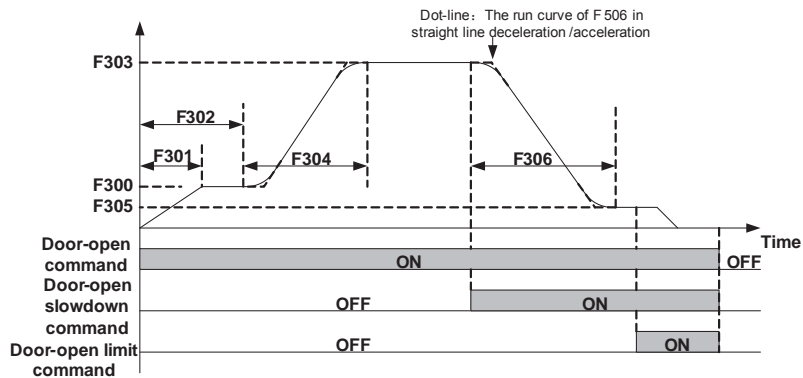 Dot-line：The run curve of F506 in
straight line deceleration/acceleration
F303
F302
F301
F304
F306
F300
F305
Time
Door-open
command
ON
OFF
Door-open
slowdown
command
OFF
ON
Door-open limit
command
OFF
ON